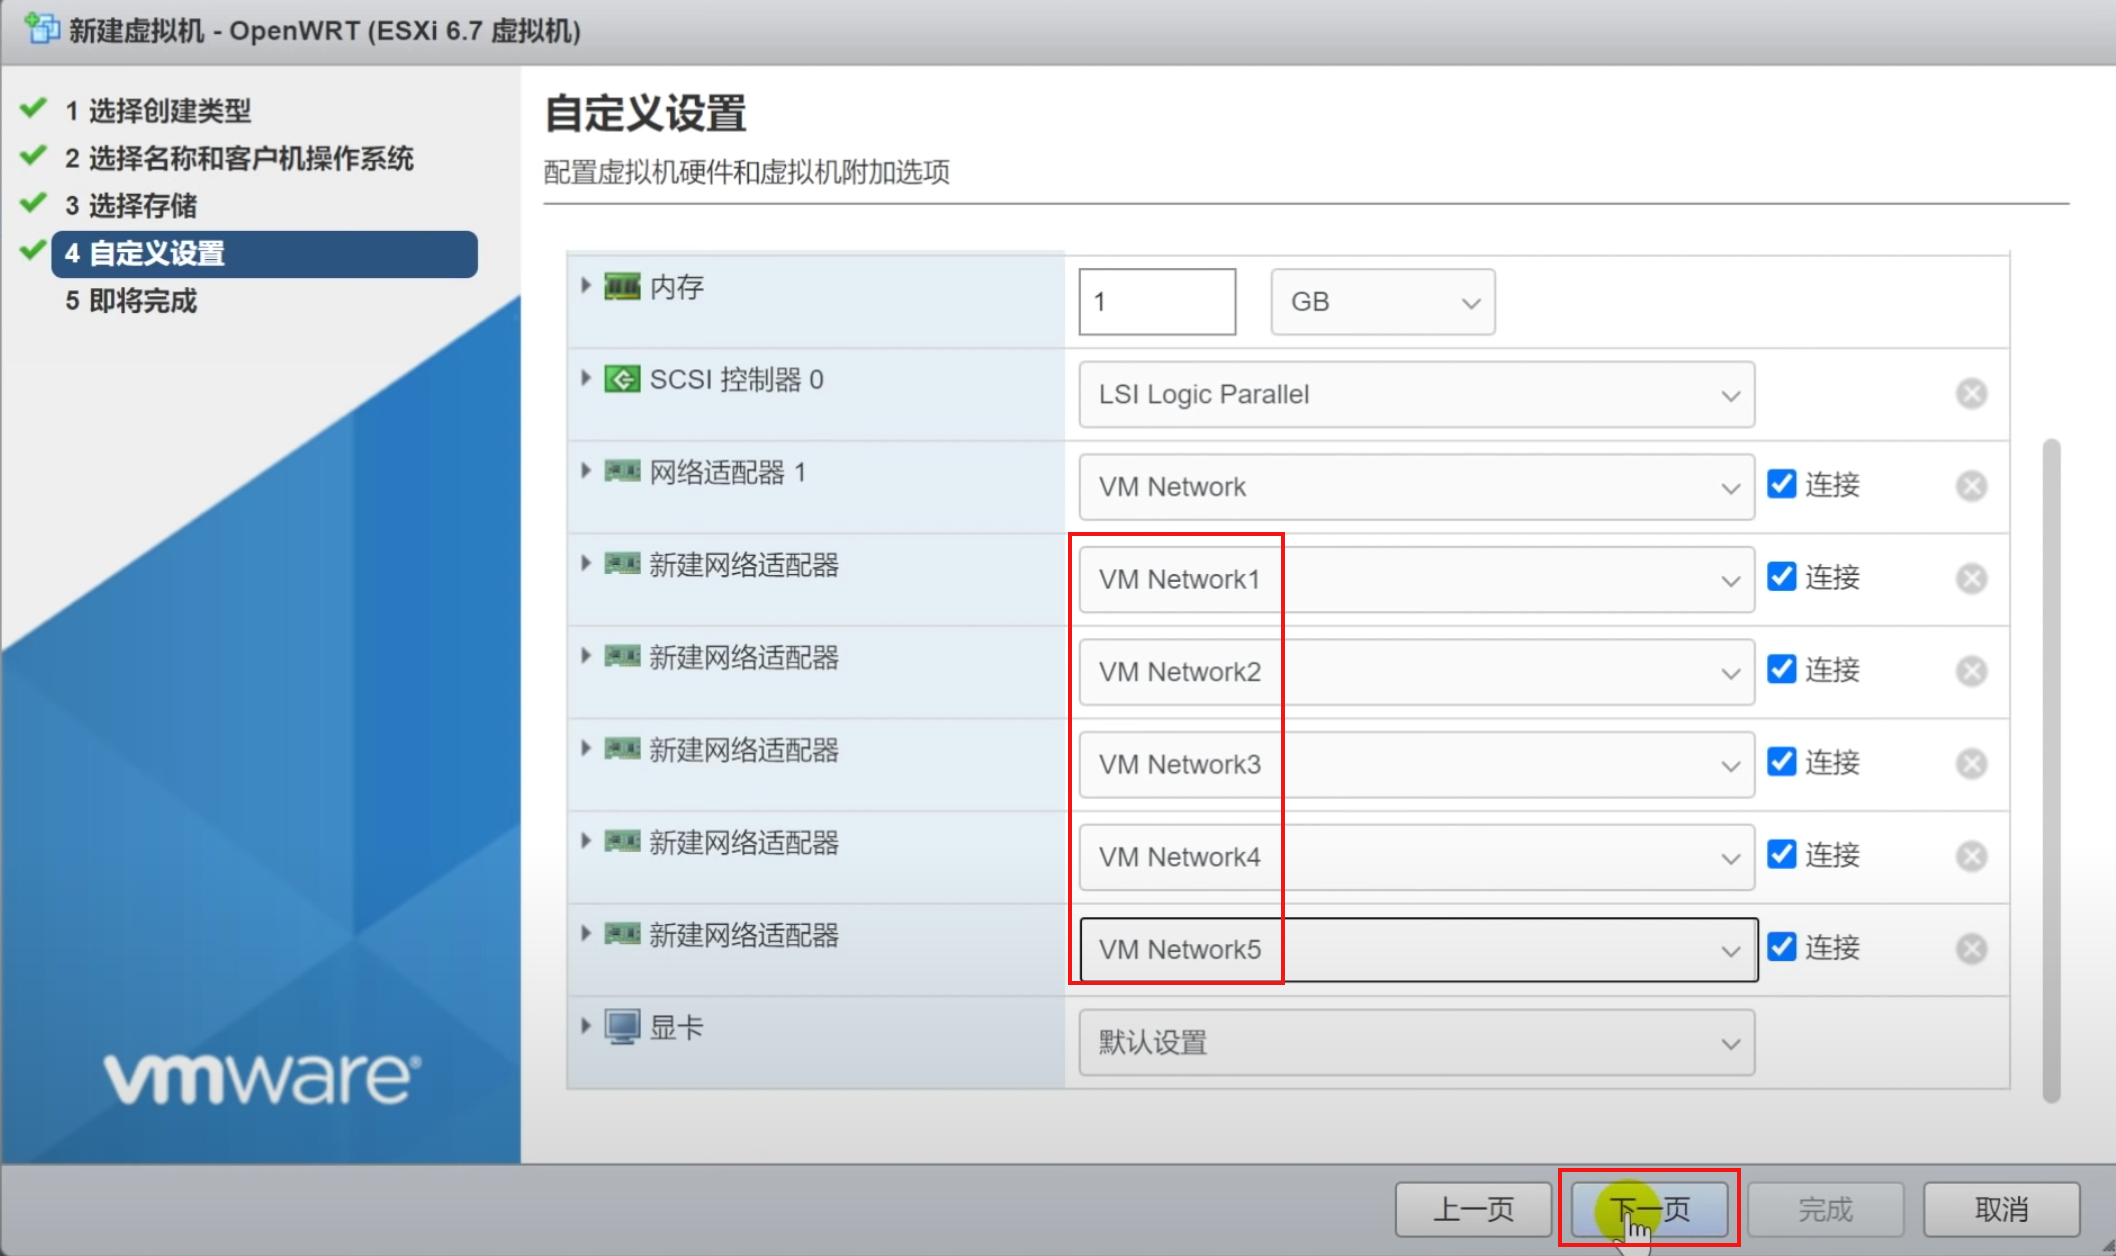 新建虚拟机 - OpenWRT (ESXi 6.7 虚拟机)
1 选择创建类型
2 选择名称和客户机操作系统
3 选择存储
4 自定义设置
5 即将完成
vmware®
自定义设置
配置虚拟机硬件和虚拟机附加选项
内存 1 GB
SCSI 控制器 0 LSI Logic Parallel
网络适配器 1 VM Network 连接
新建网络适配器 VM Network1 连接
新建网络适配器 VM Network2 连接
新建网络适配器 VM Network3 连接
新建网络适配器 VM Network4 连接
新建网络适配器 VM Network5 连接
显卡 默认设置
上一页 下一页 完成 取消